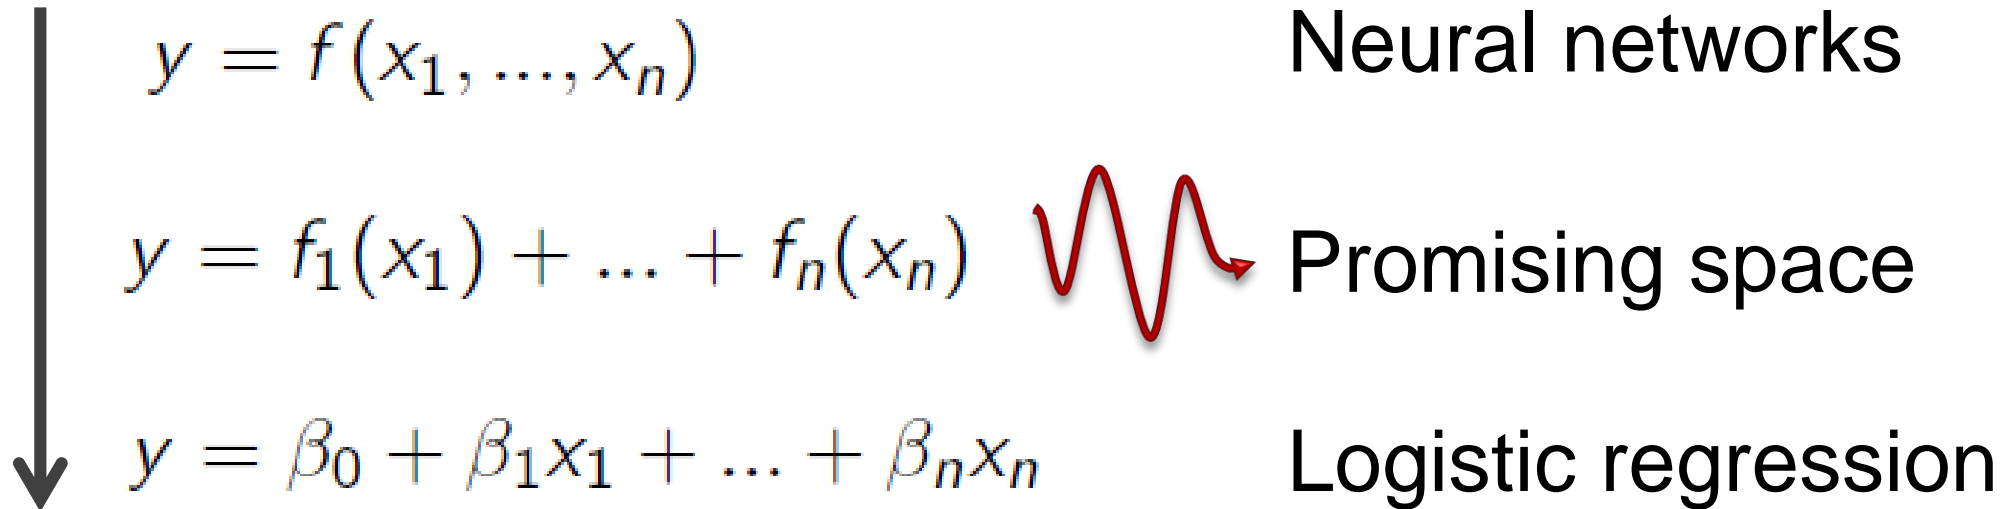 y = f(x₁, ..., xₙ) Neural networks
y = f₁(x₁) + ... + fₙ(xₙ) Promising space
y = β₀ + β₁x₁ + ... + βₙxₙ Logistic regression